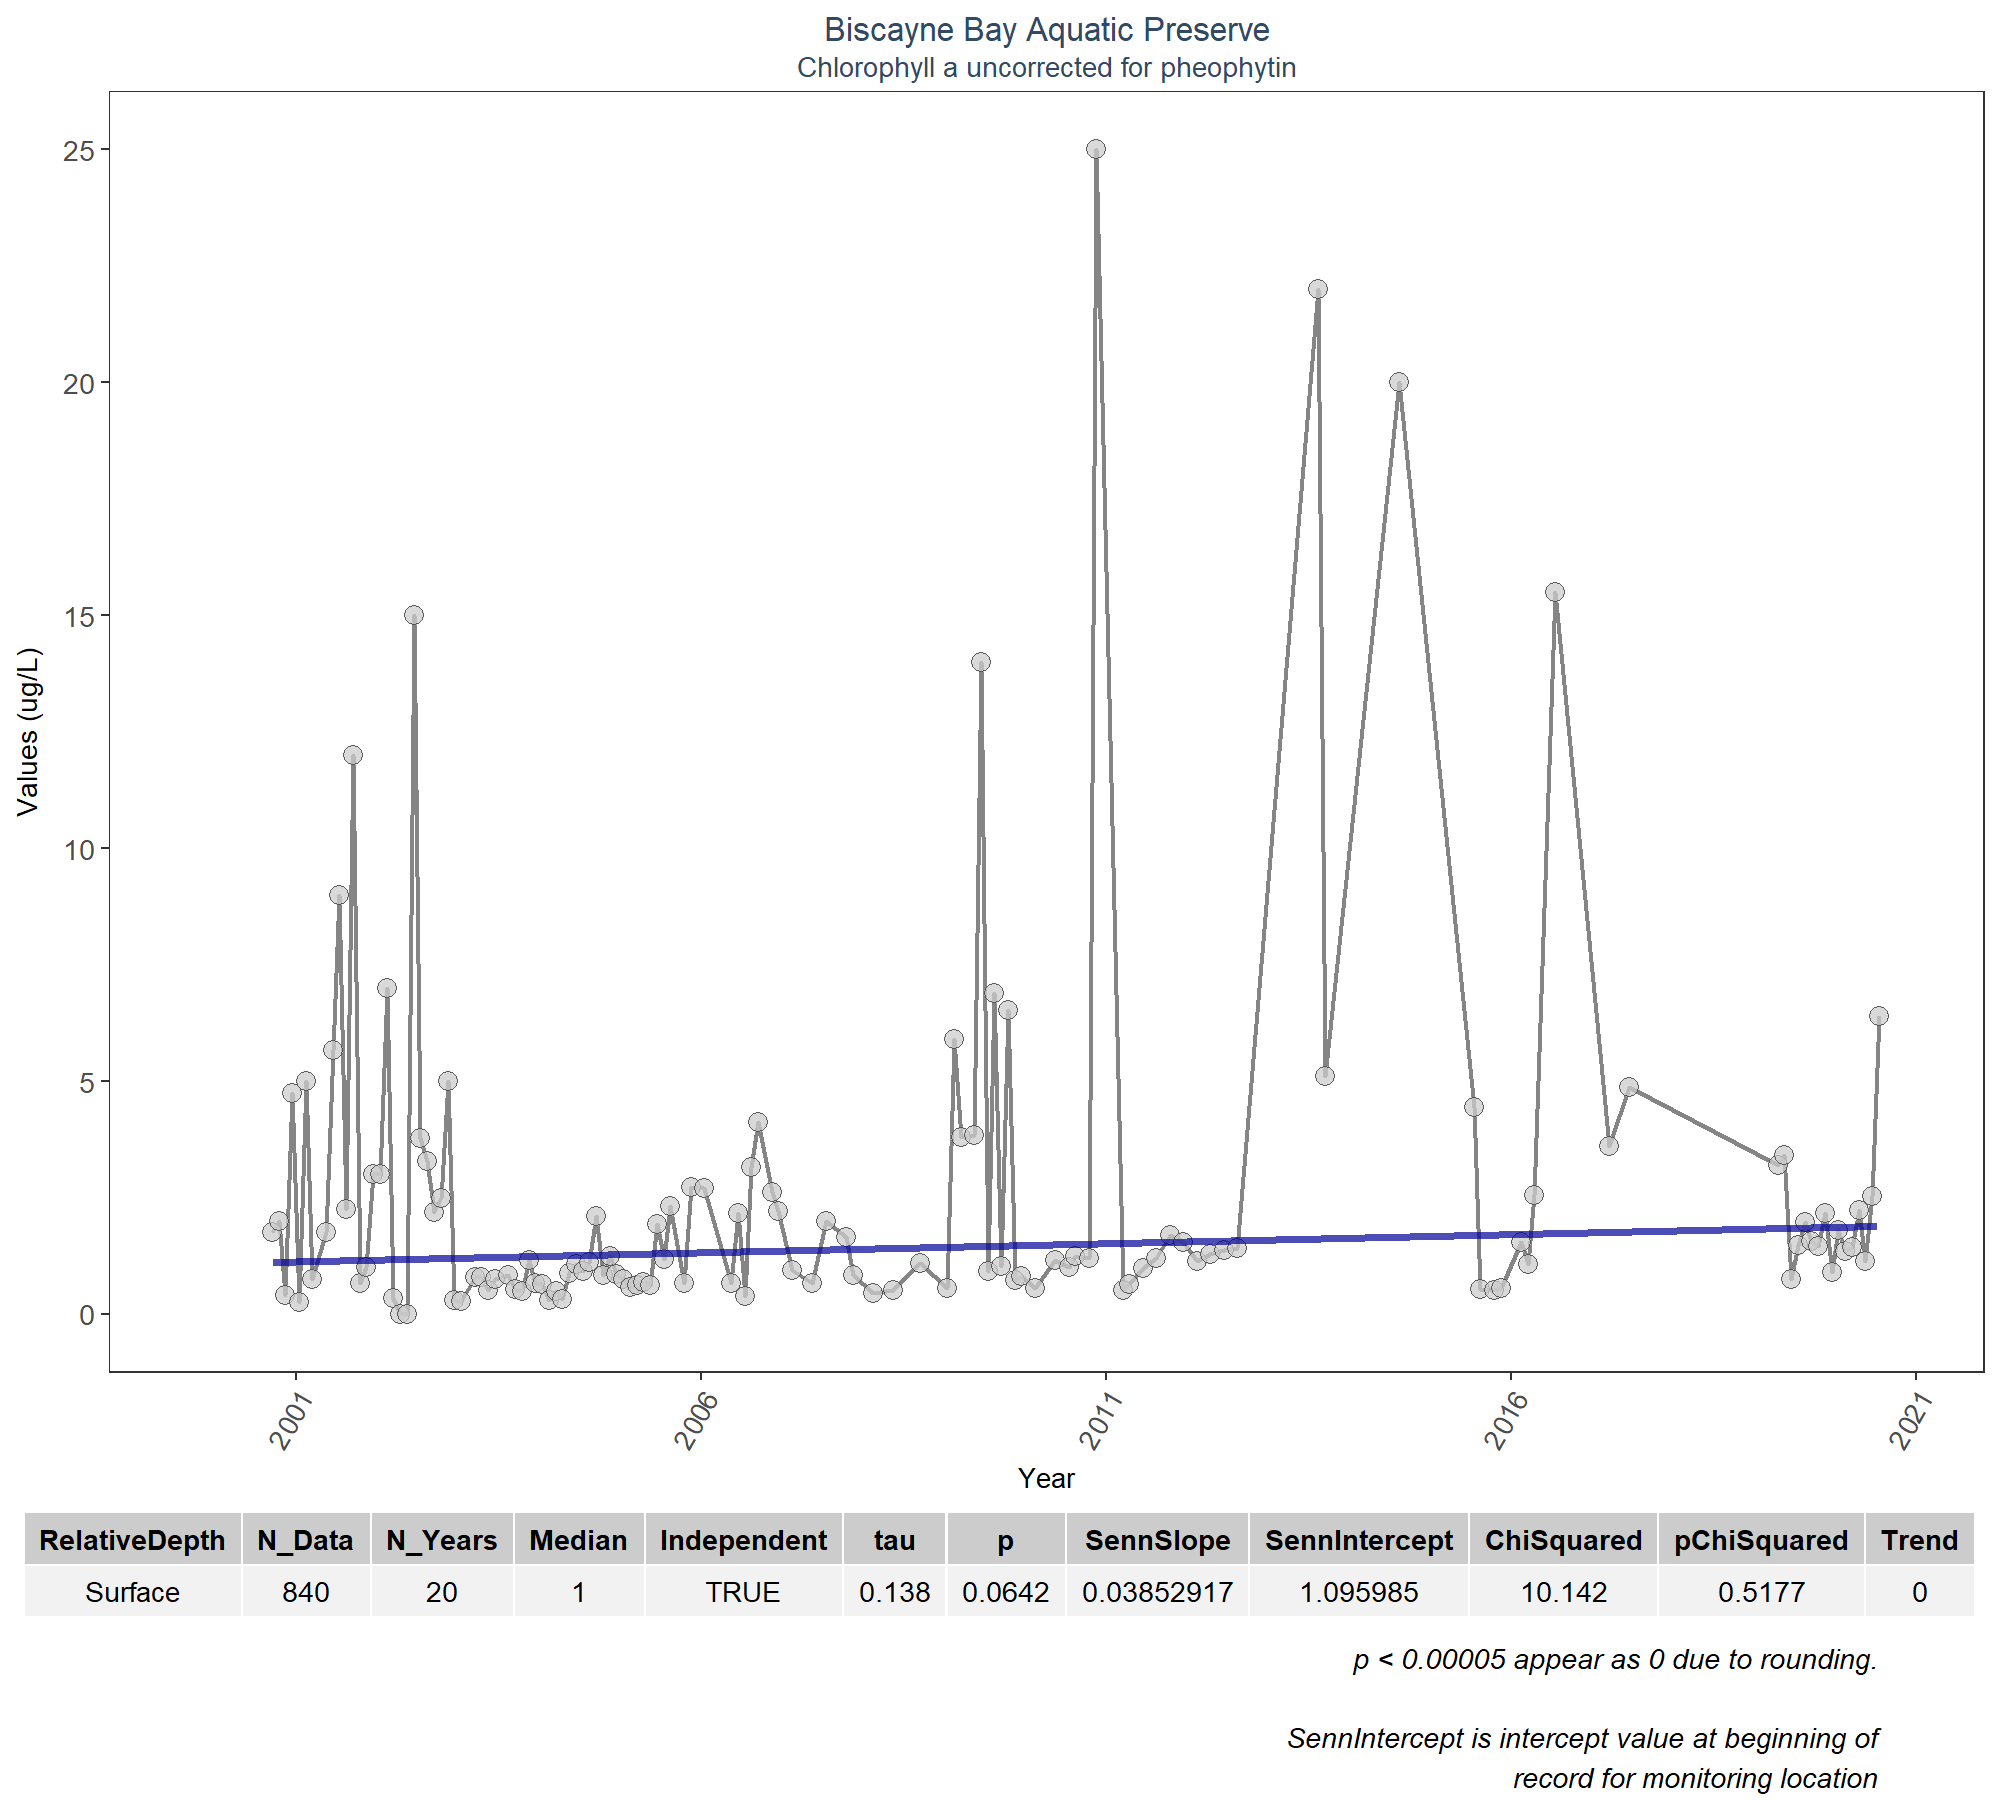 Biscayne Bay Aquatic Preserve
Chlorophyll a uncorrected for pheophytin
25
20
15
10
5
0
Values (ug/L)
2001
2006
2011
2016
2021
Year
RelativeDepth N_Data N_Years Median Independent tau p SennSlope SennIntercept ChiSquared pChiSquared Trend
Surface 840 20 1 TRUE 0.138 0.0642 0.03852917 1.095985 10.142 0.5177 0
p < 0.00005 appear as 0 due to rounding.
SennIntercept is intercept value at beginning of
record for monitoring location